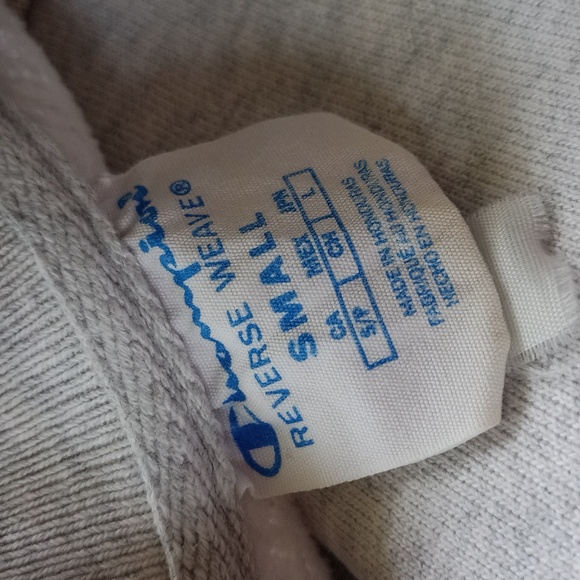 Champion
REVERSE WEAVE®
SMALL
CA MEX JPN
S/P CH L
MADE IN HONDURAS
FABRIQUÉ AU HONDURAS
HECHO EN HONDURAS